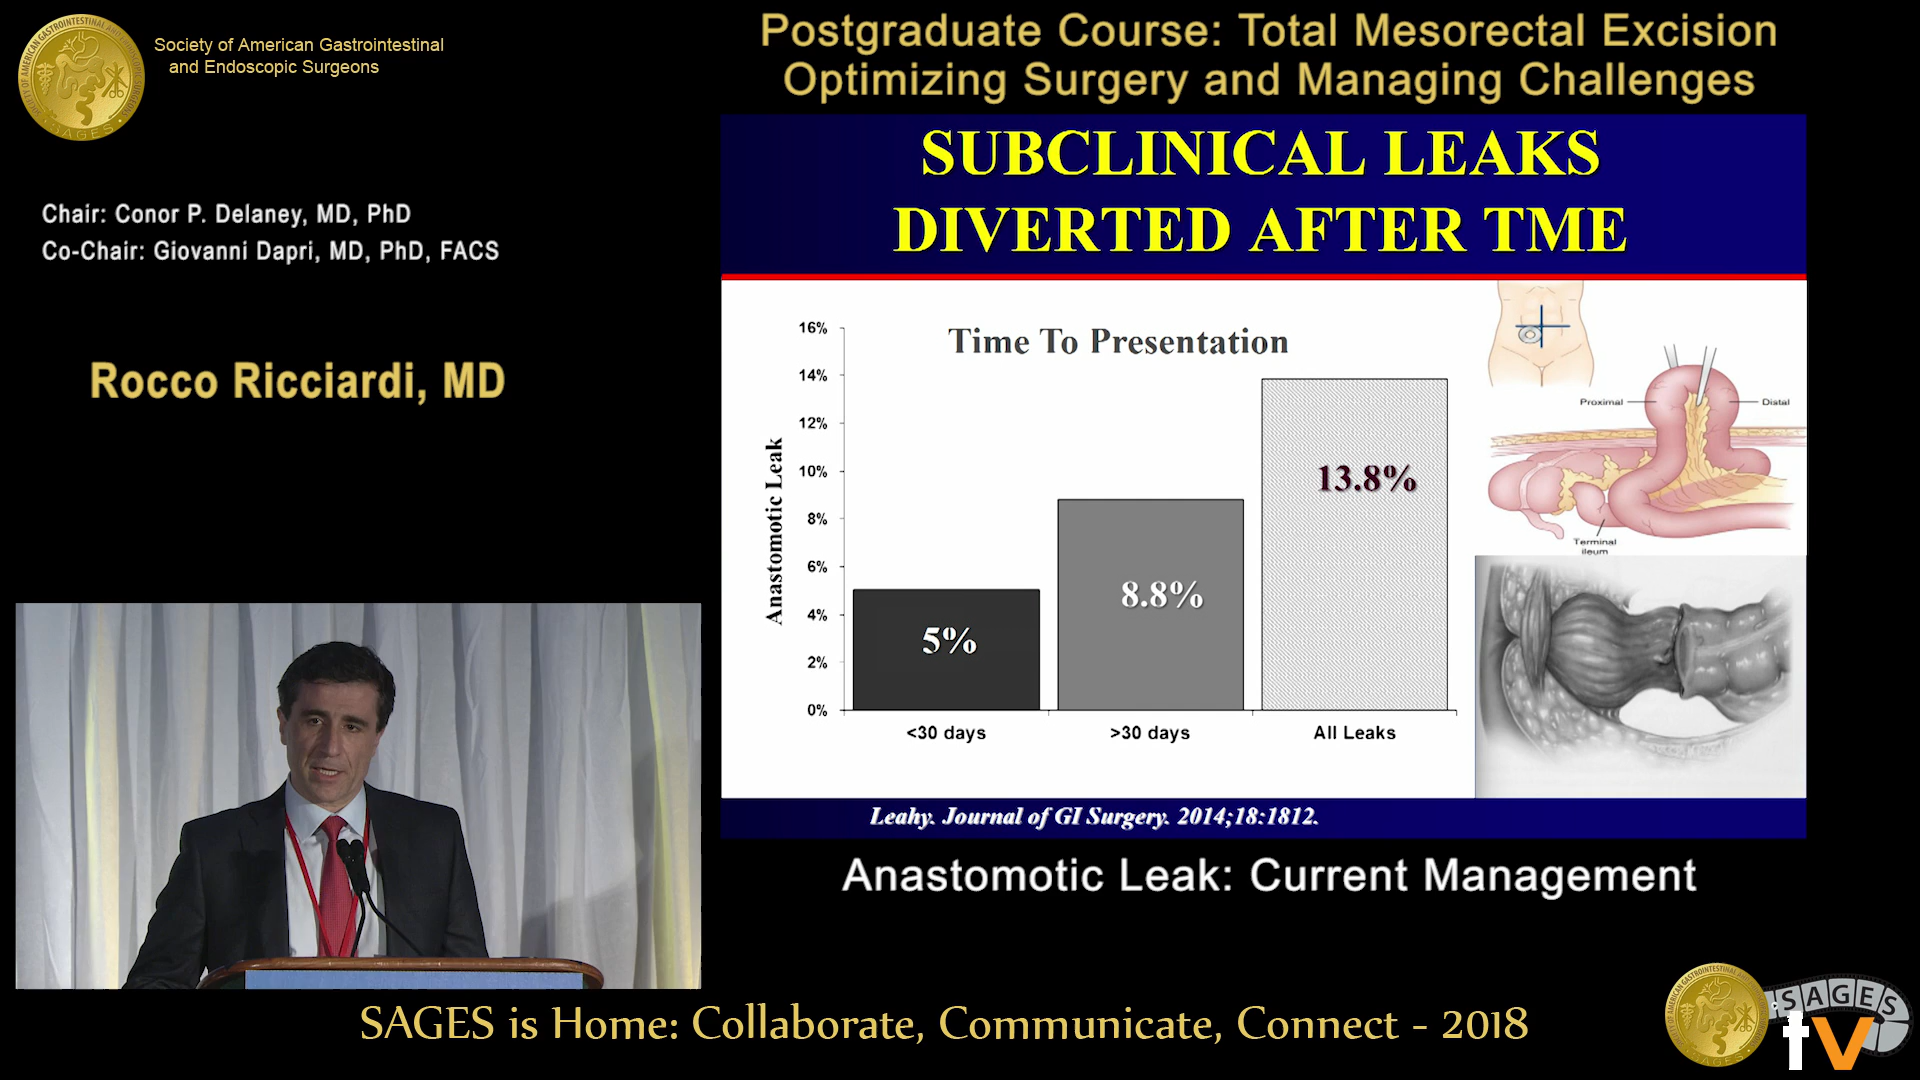 Society of American Gastrointestinal
and Endoscopic Surgeons
Postgraduate Course: Total Mesorectal Excision
Optimizing Surgery and Managing Challenges
Chair: Conor P. Delaney, MD, PhD
Co-Chair: Giovanni Dapri, MD, PhD, FACS
Rocco Ricciardi, MD
SUBCLINICAL LEAKS
DIVERTED AFTER TME
Time To Presentation
Anastomotic Leak
16%
14%
12%
10%
8%
6%
4%
2%
0%
5%
8.8%
13.8%
<30 days
>30 days
All Leaks
Proximal
Distal
Terminal
ileum
Leahy. Journal of GI Surgery. 2014;18:1812.
Anastomotic Leak: Current Management
SAGES is Home: Collaborate, Communicate, Connect - 2018
SAGES
tv